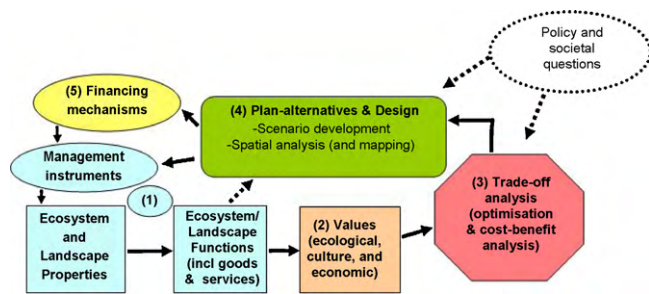 Policy and
societal
questions
(5) Financing
mechanisms
(4) Plan-alternatives & Design
-Scenario development
-Spatial analysis (and mapping)
Management
instruments
(1)
Ecosystem
and
Landscape
Properties
Ecosystem/
Landscape
Functions
(incl goods
& services)
(2) Values
(ecological,
culture, and
economic)
(3) Trade-off
analysis
(optimisation
& cost-benefit
analysis)